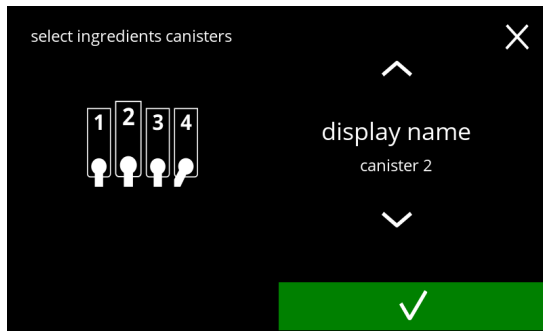 select ingredients canisters
1 2 3 4
display name
canister 2